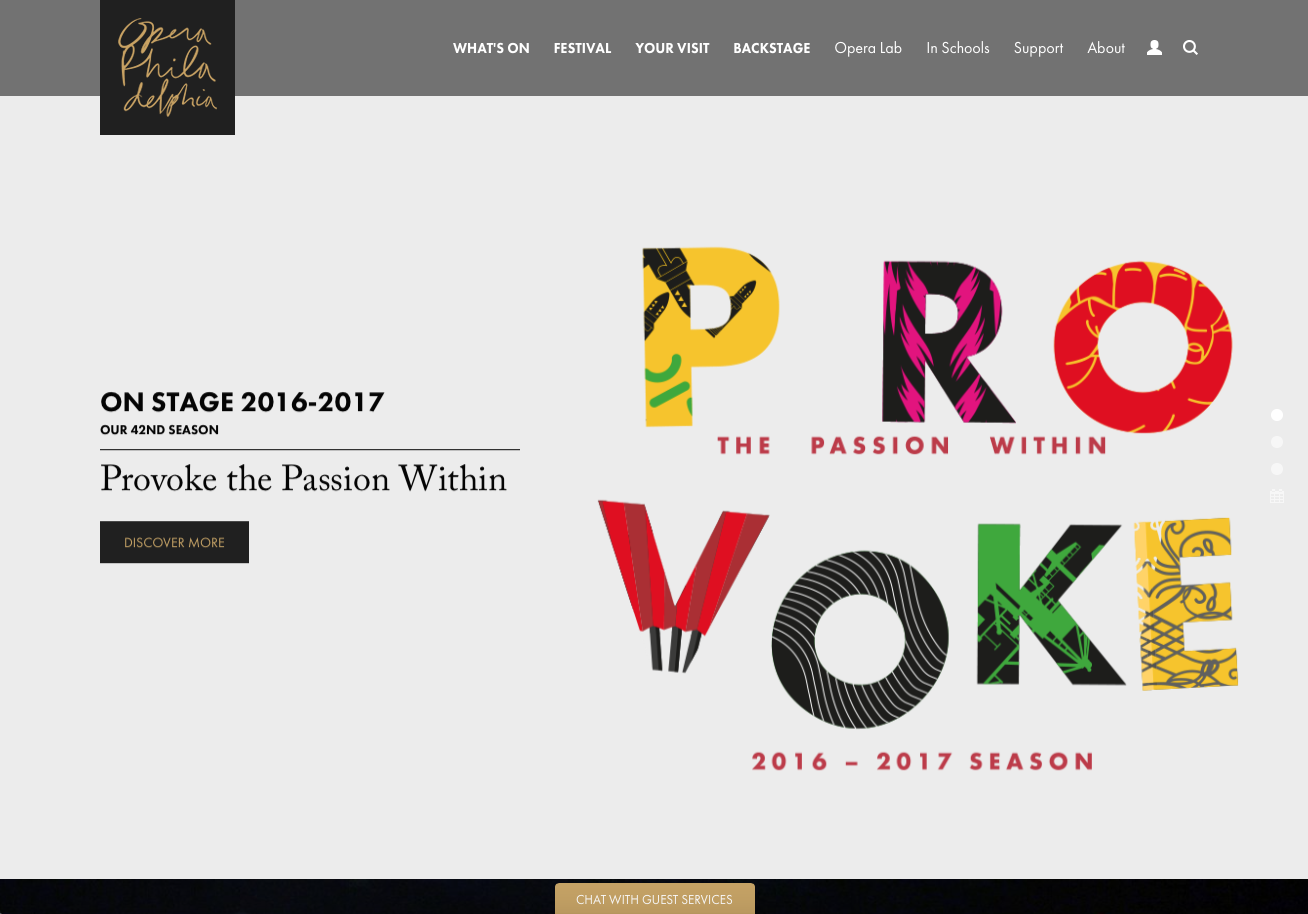 Opera
Phila
delphia
WHAT'S ON FESTIVAL YOUR VISIT BACKSTAGE Opera Lab In Schools Support About
ON STAGE 2016-2017
OUR 42ND SEASON
Provoke the Passion Within
DISCOVER MORE
PRO
THE PASSION WITHIN
VOKE
2016 – 2017 SEASON
CHAT WITH GUEST SERVICES